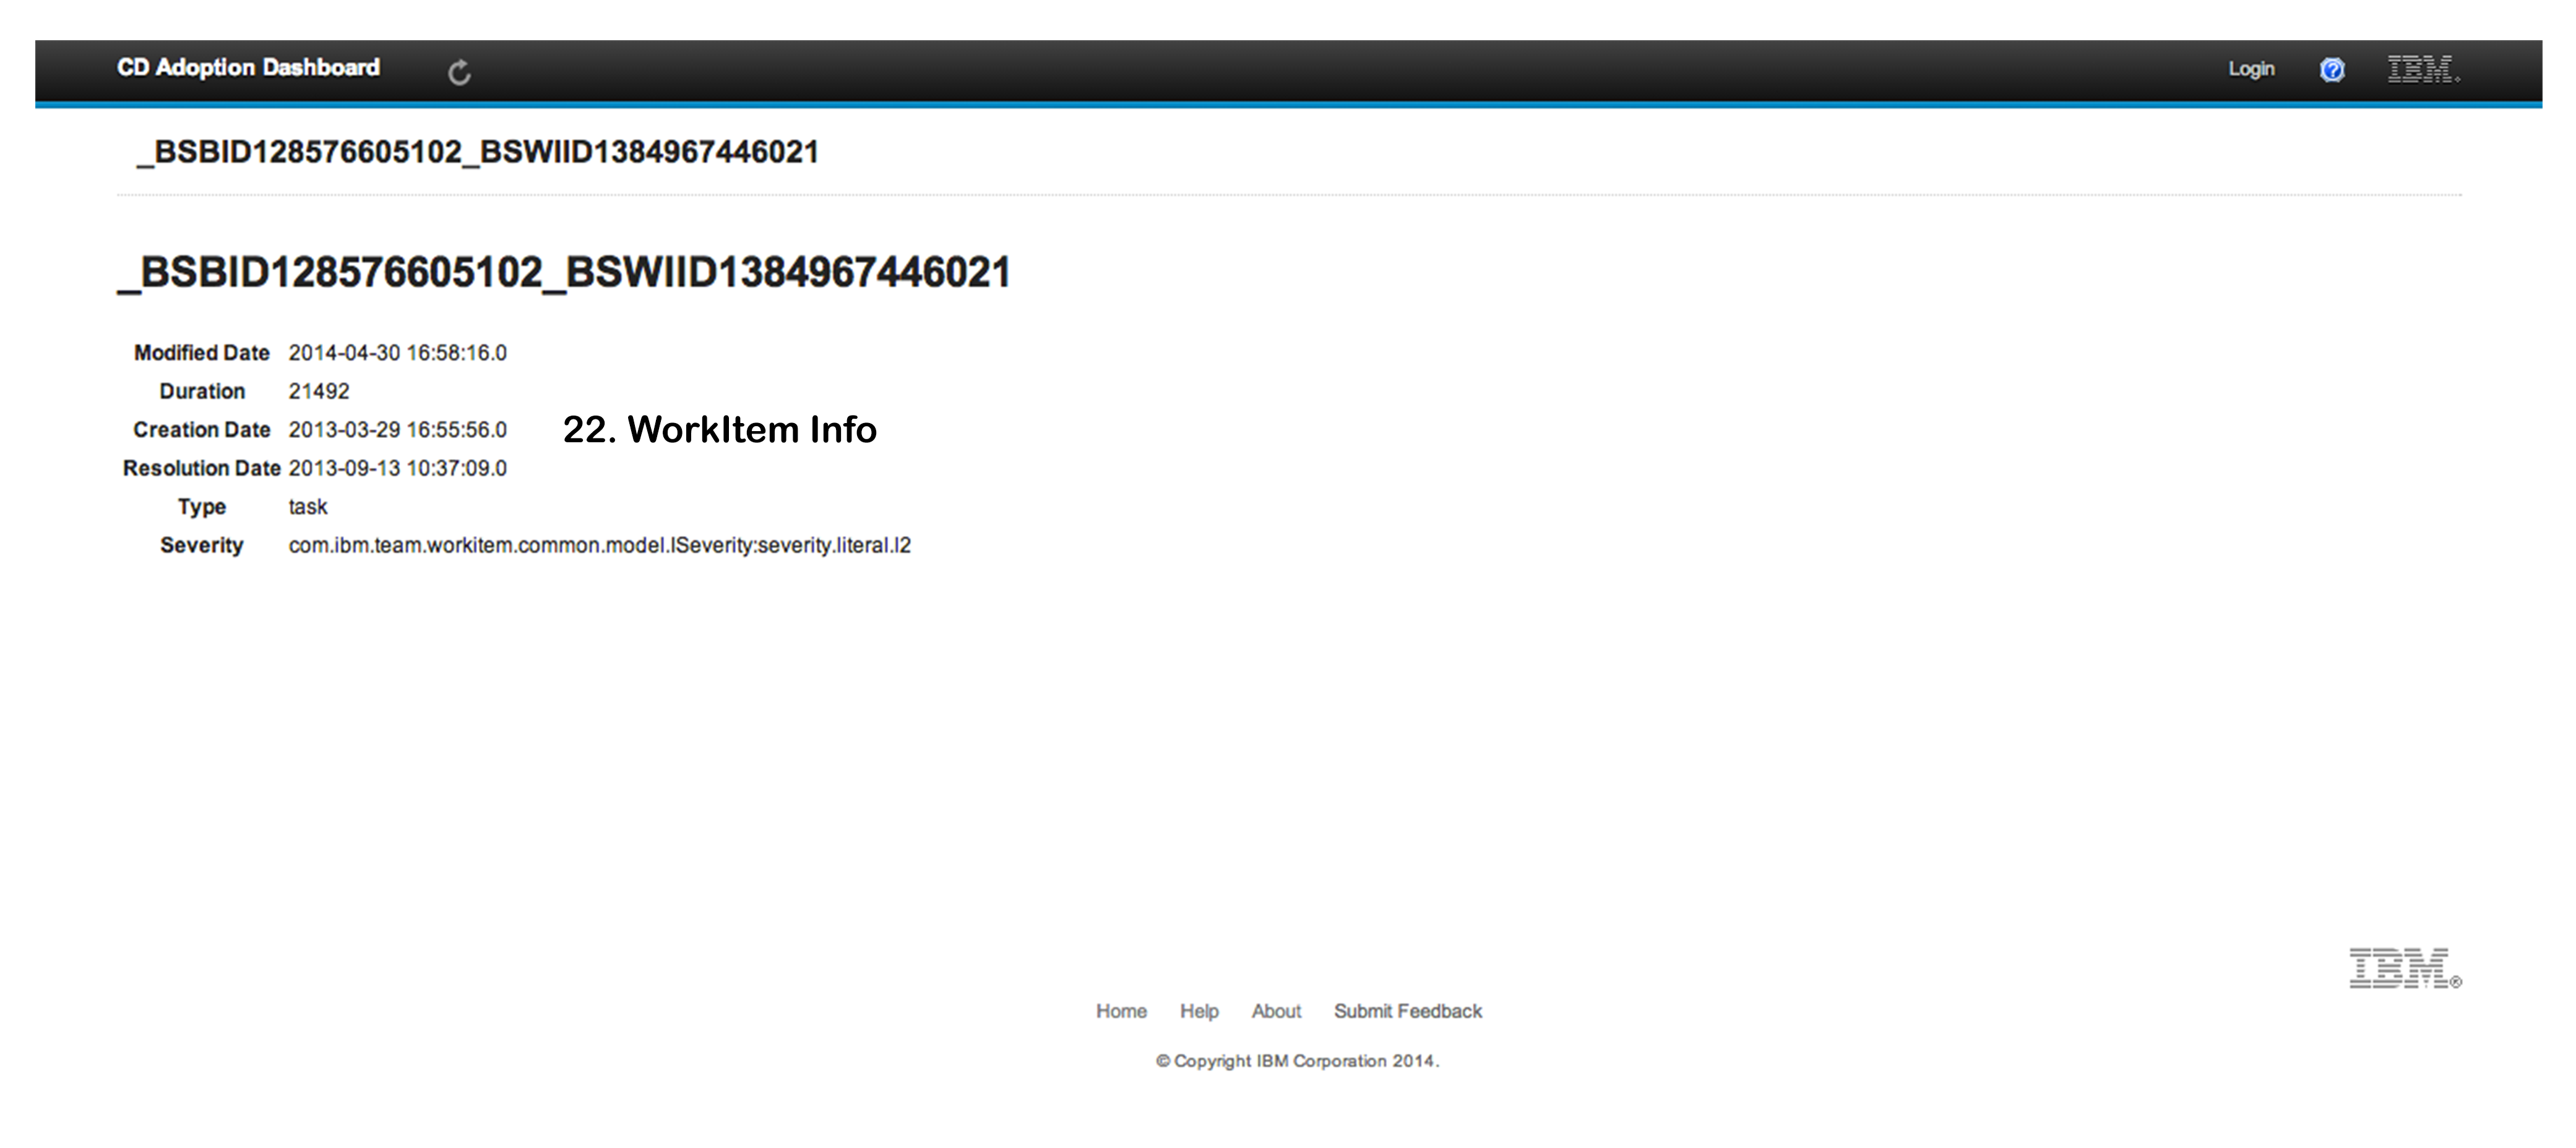 CD Adoption Dashboard Login ? IBM.
_BSBID128576605102_BSWIID1384967446021
_BSBID128576605102_BSWIID1384967446021
Modified Date 2014-04-30 16:58:16.0
Duration 21492
Creation Date 2013-03-29 16:55:56.0 22. WorkItem Info
Resolution Date 2013-09-13 10:37:09.0
Type task
Severity com.ibm.team.workitem.common.model.ISeverity:severity.literal.l2
IBM®
Home Help About Submit Feedback
© Copyright IBM Corporation 2014.